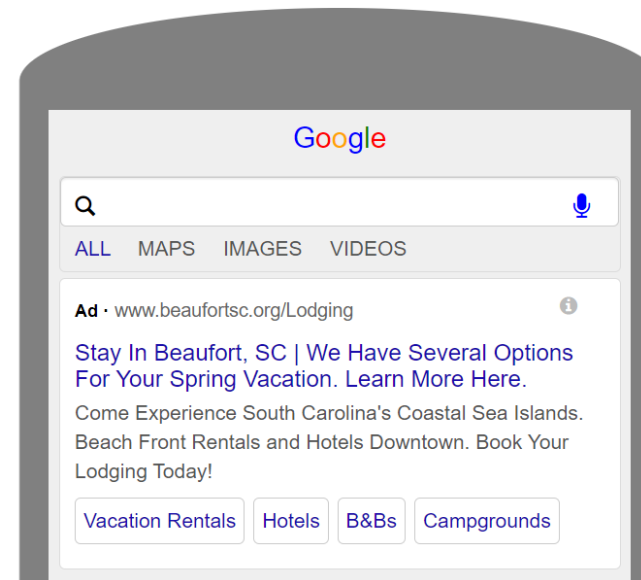 Google
ALL MAPS IMAGES VIDEOS
Ad · www.beaufortsc.org/Lodging
Stay In Beaufort, SC | We Have Several Options
For Your Spring Vacation. Learn More Here.
Come Experience South Carolina's Coastal Sea Islands.
Beach Front Rentals and Hotels Downtown. Book Your
Lodging Today!
Vacation Rentals Hotels B&Bs Campgrounds